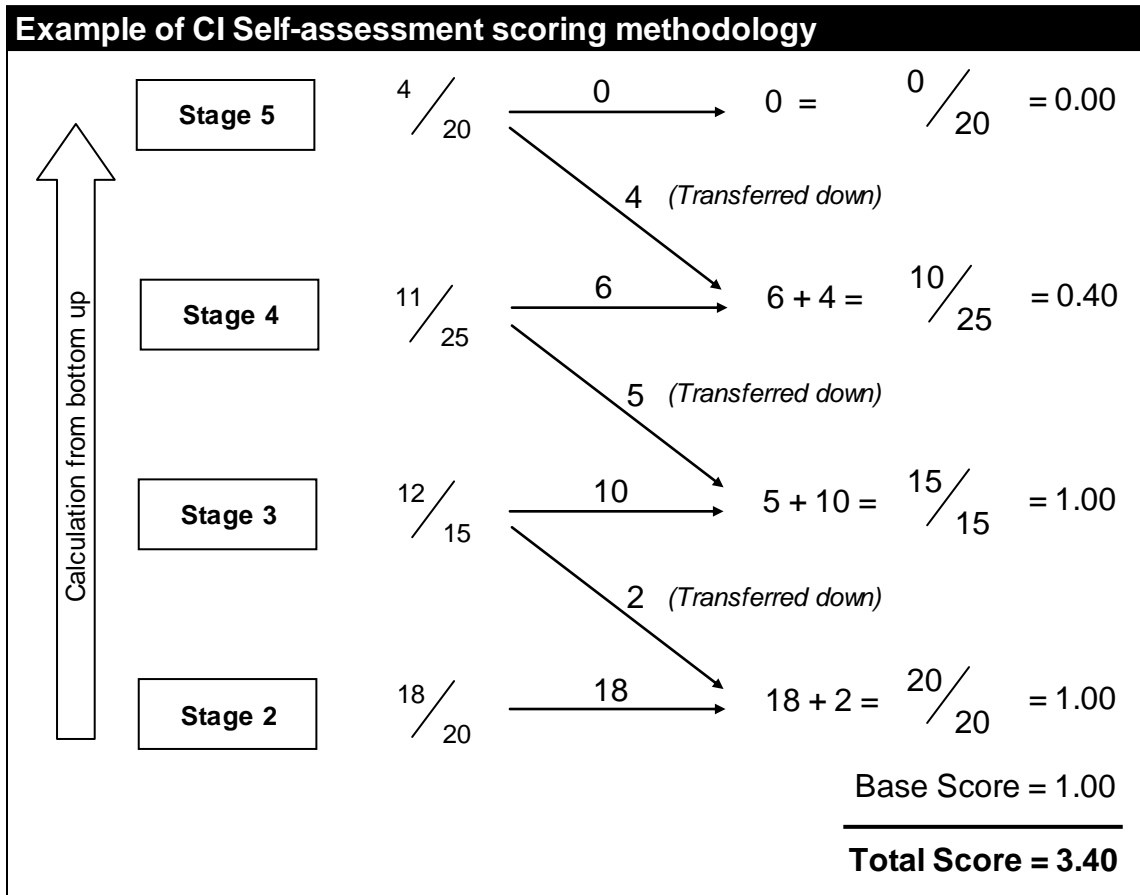 Example of CI Self-assessment scoring methodology
Stage 5 4/20 0 0 = 0/20 = 0.00
4 (Transferred down)
Stage 4 11/25 6 6 + 4 = 10/25 = 0.40
5 (Transferred down)
Stage 3 12/15 10 5 + 10 = 15/15 = 1.00
2 (Transferred down)
Stage 2 18/20 18 18 + 2 = 20/20 = 1.00
Calculation from bottom up
Base Score = 1.00
Total Score = 3.40